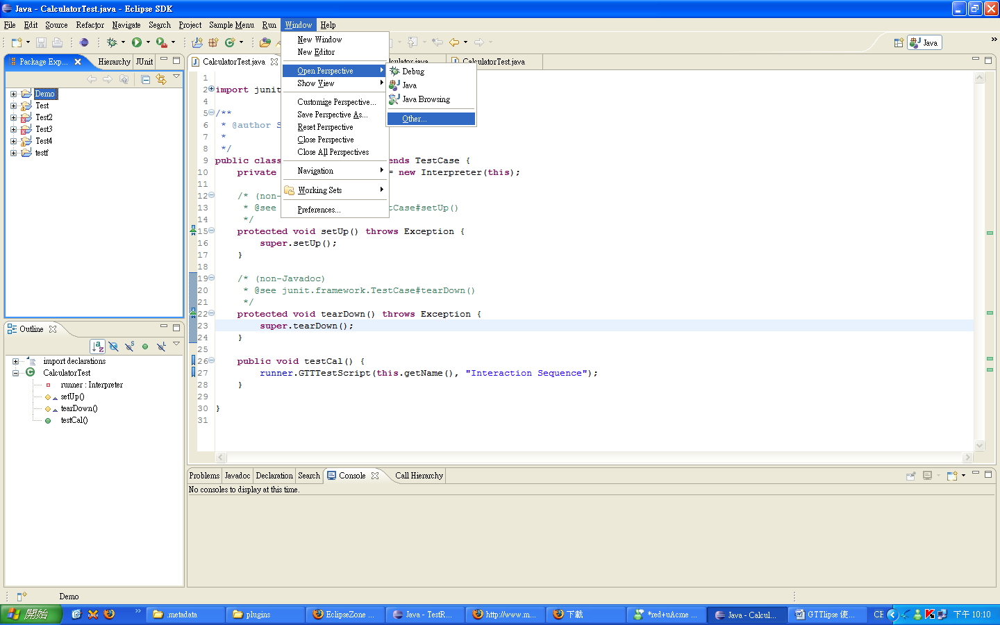 Java - CalculatorTest.java - Eclipse SDK
File Edit Source Refactor Navigate Search Project Sample Menu Run Window Help
New Window
New Editor
Open Perspective
Show View
Customize Perspective...
Save Perspective As...
Reset Perspective
Close Perspective
Close All Perspectives
Navigation
Working Sets
Preferences...
Debug
Java
Java Browsing
Other...
Java
Package Exp... Hierarchy JUnit
Demo
Test
Test2
Test3
Test4
testf
CalculatorTest.java CalculatorTest.java
1
2 import junit
4
5 /**
6 * @author S
7 *
8 */
9 public class ends TestCase {
10 private = new Interpreter(this);
11
12 /* (non-
13 * @see tCase#setUp()
14 */
15 protected void setUp() throws Exception {
16 super.setUp();
17 }
18
19 /* (non-Javadoc)
20 * @see junit.framework.TestCase#tearDown()
21 */
22 protected void tearDown() throws Exception {
23 super.tearDown();
24 }
25
26 public void testCal() {
27 runner.GTTTestScript(this.getName(), "Interaction Sequence");
28 }
29
30 }
31
Outline
import declarations
CalculatorTest
runner : Interpreter
setUp()
tearDown()
testCal()
Problems Javadoc Declaration Search Console Call Hierarchy
No consoles to display at this time.
Demo
開始 .metadata plugins EclipseZone ... Java - TestR... http://www.m... 下載 *red+uAcme ... Java - Calcul... GTTlipse 使... CH 下午 10:10